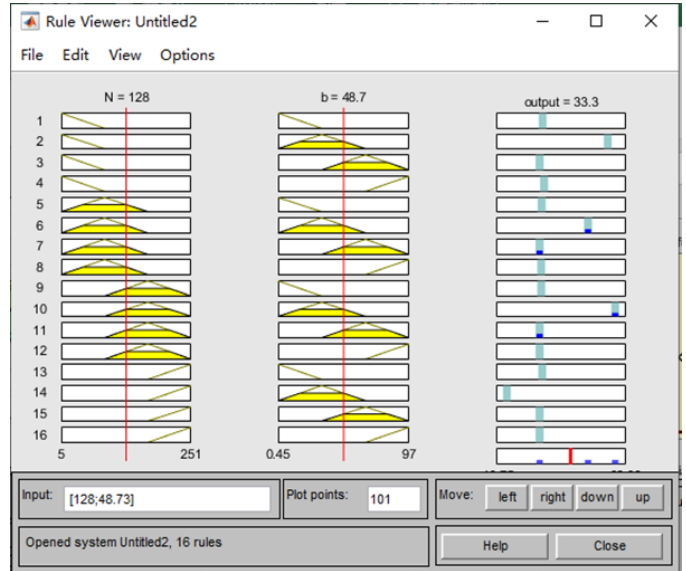 Rule Viewer: Untitled2
File Edit View Options
N = 128 b = 48.7 output = 33.3
1
2
3
4
5
6
7
8
9
10
11
12
13
14
15
16
5 251 0.45 97
Input: [128;48.73] Plot points: 101 Move: left right down up
Opened system Untitled2, 16 rules Help Close